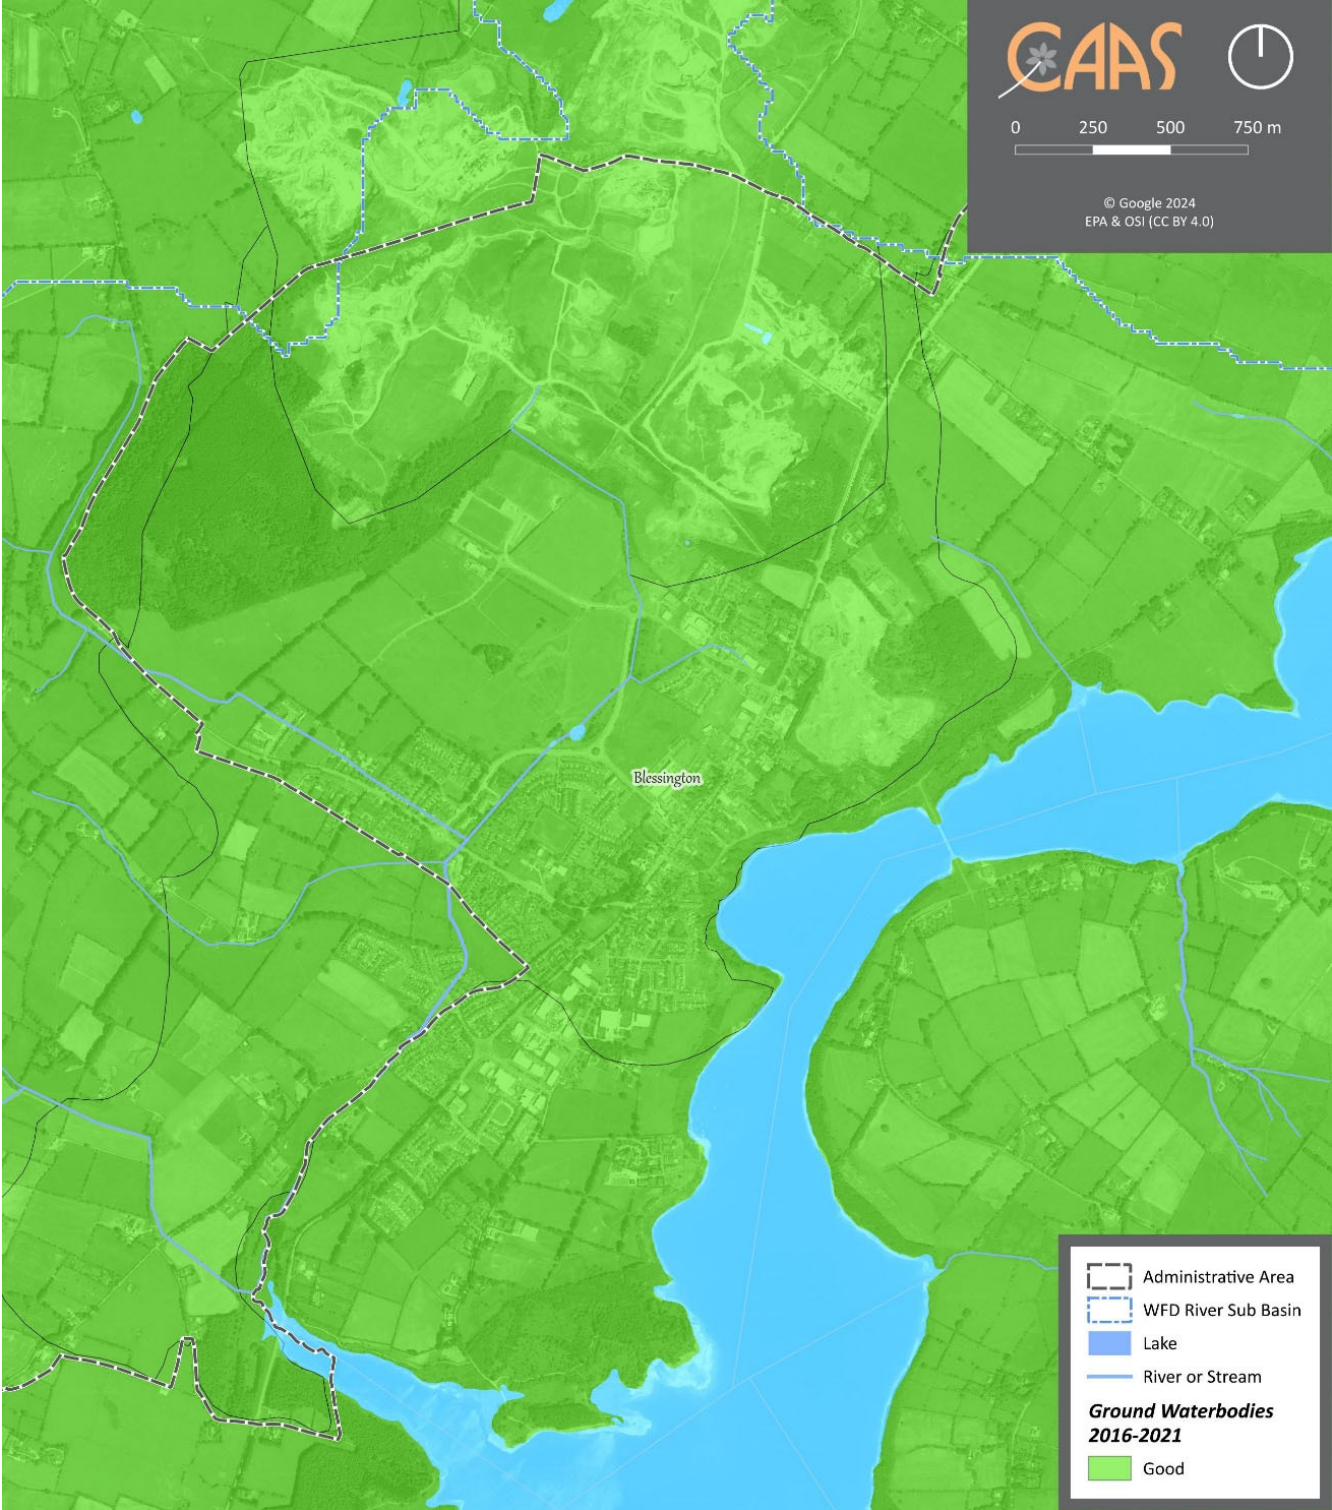 CAAS
0 250 500 750 m
© Google 2024
EPA & OSI (CC BY 4.0)
Blessington
Administrative Area
WFD River Sub Basin
Lake
River or Stream
Ground Waterbodies
2016-2021
Good